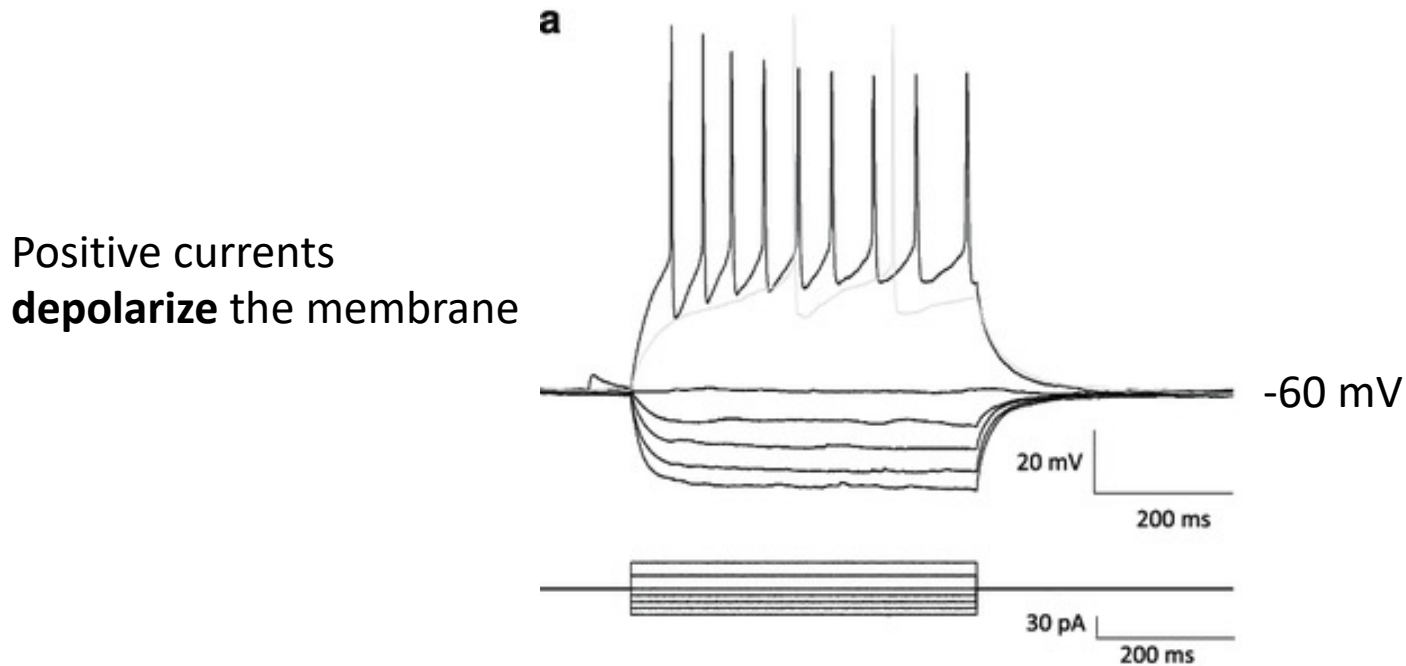 a
Positive currents
depolarize the membrane
-60 mV
20 mV
200 ms
30 pA
200 ms